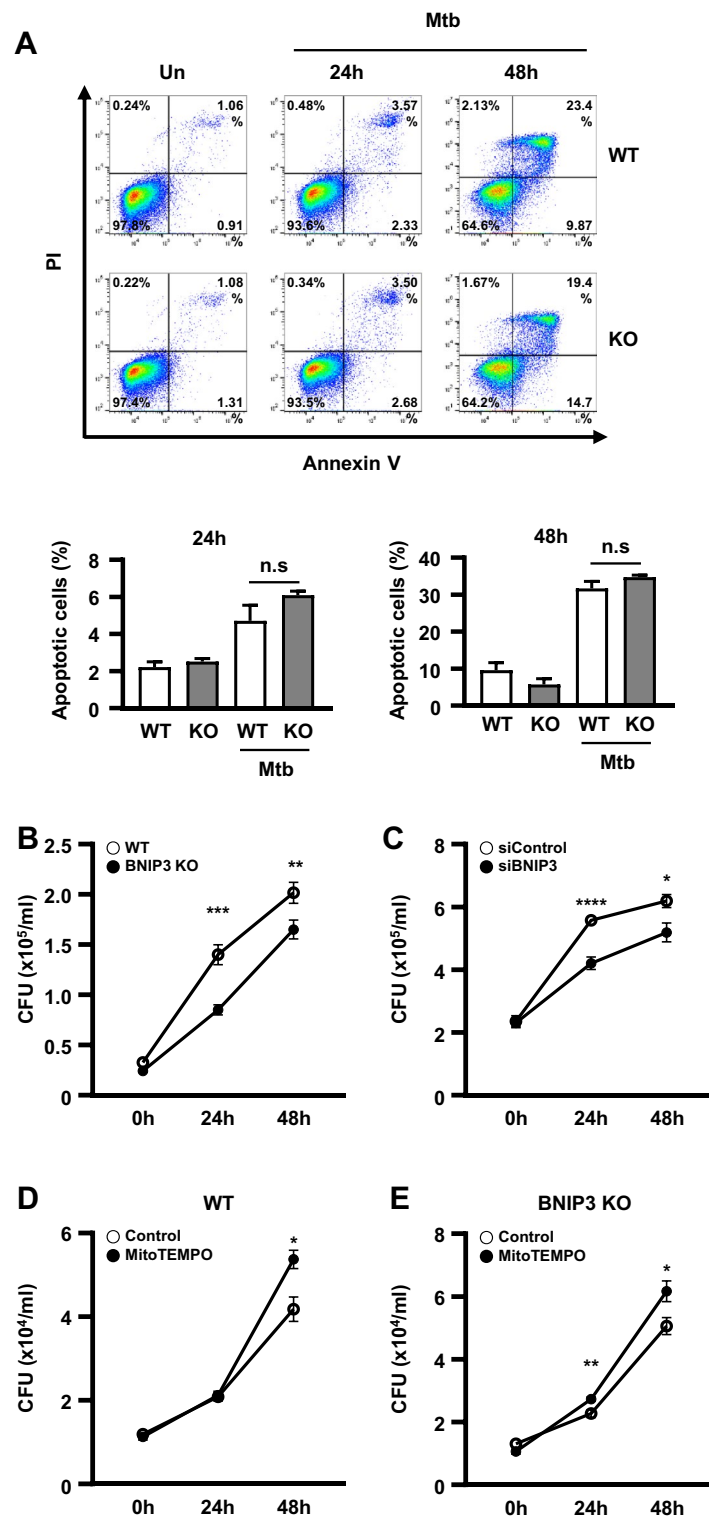 A
Mtb
Un 24h 48h
0.24% 1.06 % 0.48% 3.57 % 2.13% 23.4 %
97.8% 0.91 % 93.6% 2.33 % 64.6% 9.87 %
WT
0.22% 1.08 % 0.34% 3.50 % 1.67% 19.4 %
97.4% 1.31 % 93.5% 2.68 % 64.2% 14.7 %
KO
PI
Annexin V
24h
Apoptotic cells (%)
8
6
4
2
0
n.s
WT KO WT KO
Mtb
48h
Apoptotic cells (%)
40
30
20
10
0
n.s
WT KO WT KO
Mtb
B
WT
BNIP3 KO
CFU (x10⁵/ml)
2.5
2.0
1.5
1.0
0.5
0
***
**
0h 24h 48h
C
siControl
siBNIP3
CFU (x10⁵/ml)
8
6
4
2
0
****
*
0h 24h 48h
D
WT
Control
MitoTEMPO
CFU (x10⁴/ml)
6
4
2
0
*
0h 24h 48h
E
BNIP3 KO
Control
MitoTEMPO
CFU (x10⁴/ml)
8
6
4
2
0
**
*
0h 24h 48h